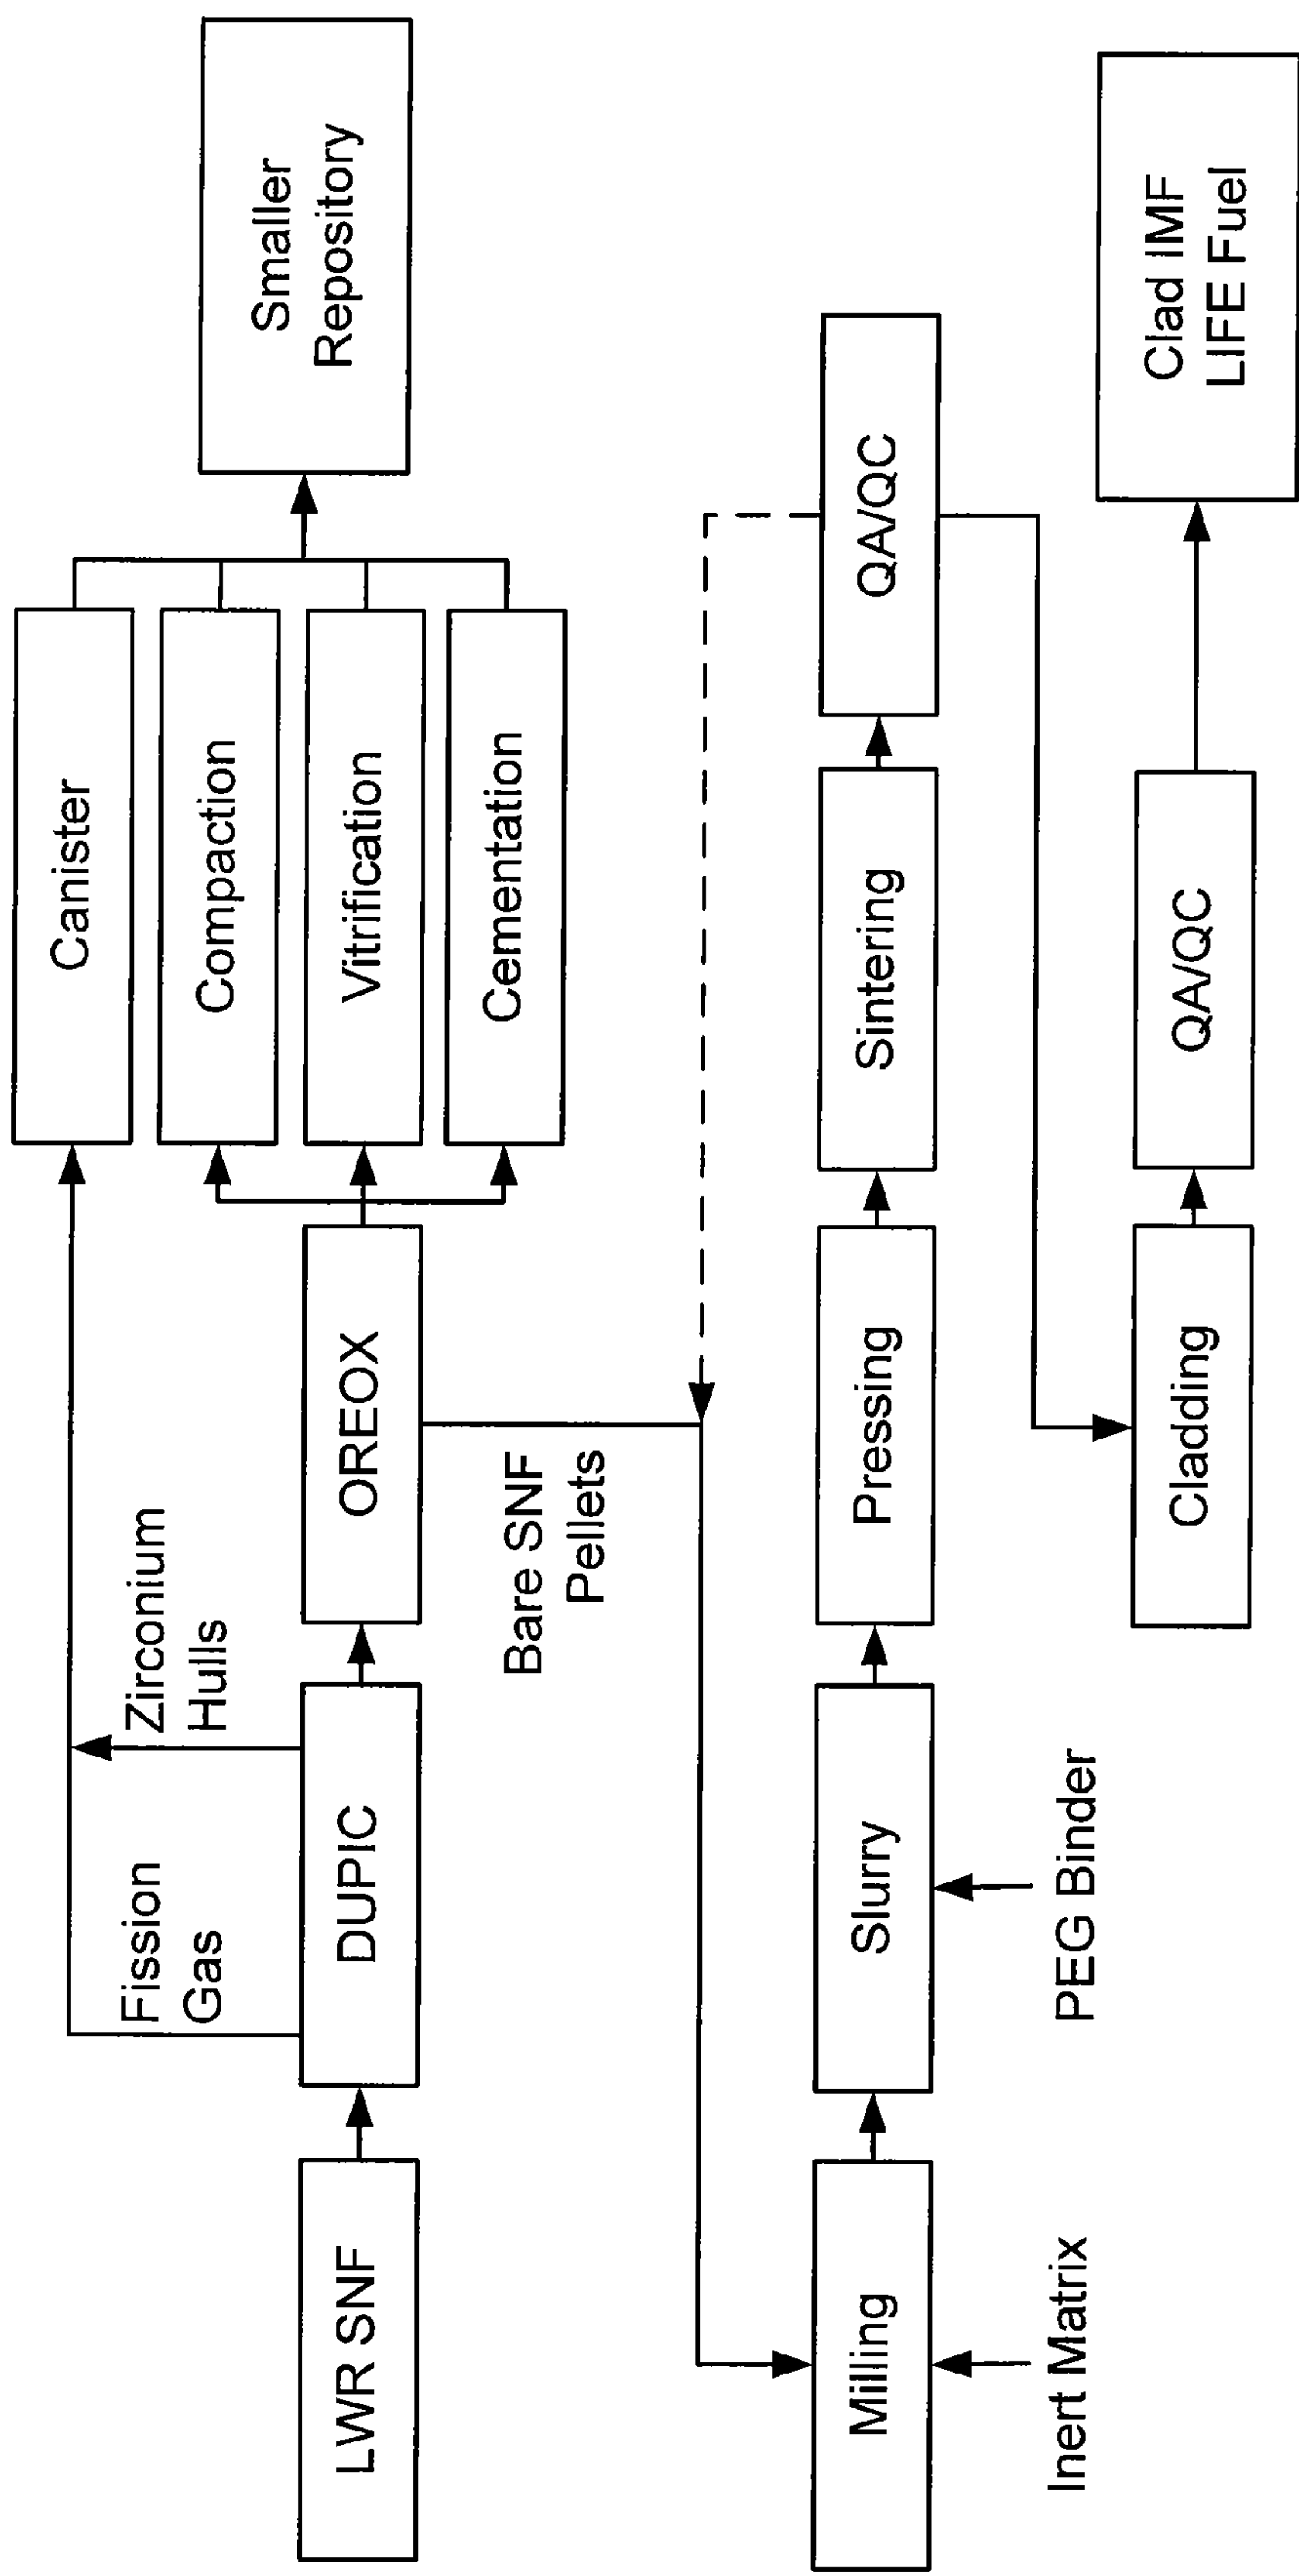 Fission
Gas
Zirconium
Hulls
Canister
Compaction
Vitrification
Cementation
Smaller
Repository
LWR SNF
DUPIC
OREOX
Bare SNF
Pellets
Milling
Slurry
Pressing
Sintering
QA/QC
Inert Matrix
PEG Binder
Cladding
QA/QC
Clad IMF
LIFE Fuel